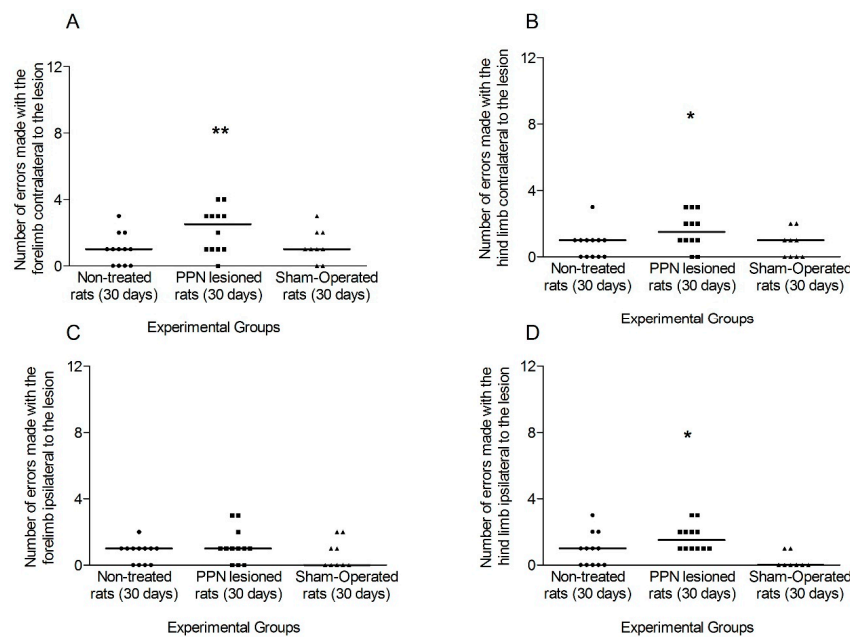 A
Number of errors made with the
forelimb contralateral to the lesion
12
8
4
0
**
Non-treated
rats (30 days)
PPN lesioned
rats (30 days)
Sham-Operated
rats (30 days)
Experimental Groups
B
Number of errors made with the
hind limb contralateral to the lesion
12
8
4
0
*
Non-treated
rats (30 days)
PPN lesioned
rats (30 days)
Sham-Operated
rats (30 days)
Experimental Groups
C
Number of errors made with the
forelimb ipsilateral to the lesion
12
8
4
0
Non-treated
rats (30 days)
PPN lesioned
rats (30 days)
Sham-Operated
rats (30 days)
Experimental Groups
D
Number of errors made with the
hind limb ipsilateral to the lesion
12
8
4
0
*
Non-treated
rats (30 days)
PPN lesioned
rats (30 days)
Sham-Operated
rats (30 days)
Experimental Groups